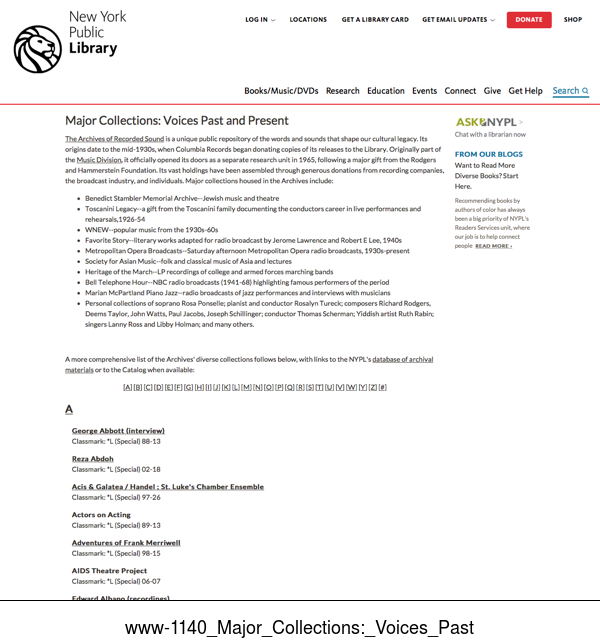 New York
Public
Library
LOG IN
LOCATIONS
GET A LIBRARY CARD
GET EMAIL UPDATES
DONATE
SHOP
Books/Music/DVDs Research Education Events Connect Give Get Help Search
Major Collections: Voices Past and Present
The Archives of Recorded Sound is a unique public repository of the words and sounds that shape our cultural legacy. Its
origins date to the mid-1930s, when Columbia Records began donating copies of its releases to the Library. Originally part of
the Music Division, it officially opened its doors as a separate research unit in 1965, following a major gift from the Rodgers
and Hammerstein Foundation. Its vast holdings have been assembled through generous donations from recording companies,
the broadcast industry, and individuals. Major collections housed in the Archives include:
• Benedict Stambler Memorial Archive--Jewish music and theatre
• Toscanini Legacy--a gift from the Toscanini family documenting the conductors career in live performances and
rehearsals,1926-54
• WNEW--popular music from the 1930s-60s
• Favorite Story--literary works adapted for radio broadcast by Jerome Lawrence and Robert E Lee, 1940s
• Metropolitan Opera Broadcasts--Saturday afternoon Metropolitan Opera radio broadcasts, 1930s-present
• Society for Asian Music--folk and classical music of Asia and lectures
• Heritage of the March--LP recordings of college and armed forces marching bands
• Bell Telephone Hour--NBC radio broadcasts (1941-68) highlighting famous performers of the period
• Marian McPartland Piano Jazz--radio broadcasts of jazz performances and interviews with musicians
• Personal collections of soprano Rosa Ponselle; pianist and conductor Rosalyn Tureck; composers Richard Rodgers,
Deems Taylor, John Watts, Paul Jacobs, Joseph Schillinger; conductor Thomas Scherman; Yiddish artist Ruth Rabin;
singers Lanny Ross and Libby Holman; and many others.
A more comprehensive list of the Archives' diverse collections follows below, with links to the NYPL's database of archival
materials or to the Catalog when available:
[A] [B] [C] [D] [E] [F] [G] [H] [I] [J] [K] [L] [M] [N] [O] [P] [Q] [R] [S] [T] [U] [V] [W] [Y] [Z] [#]
A
George Abbott (interview)
Classmark: *L (Special) 88-13
Reza Abdoh
Classmark: *L (Special) 02-18
Acis & Galatea / Handel ; St. Luke's Chamber Ensemble
Classmark: *L (Special) 97-26
Actors on Acting
Classmark: *L (Special) 89-13
Adventures of Frank Merriwell
Classmark: *L (Special) 98-15
AIDS Theatre Project
Classmark: *L (Special) 06-07
Edward Albano (recordings)
ASK NYPL >
Chat with a librarian now
FROM OUR BLOGS
Want to Read More
Diverse Books? Start
Here.
Recommending books by
authors of color has always
been a big priority of NYPL's
Readers Services unit, where
our job is to help connect
people READ MORE ›
www-1140_Major_Collections:_Voices_Past